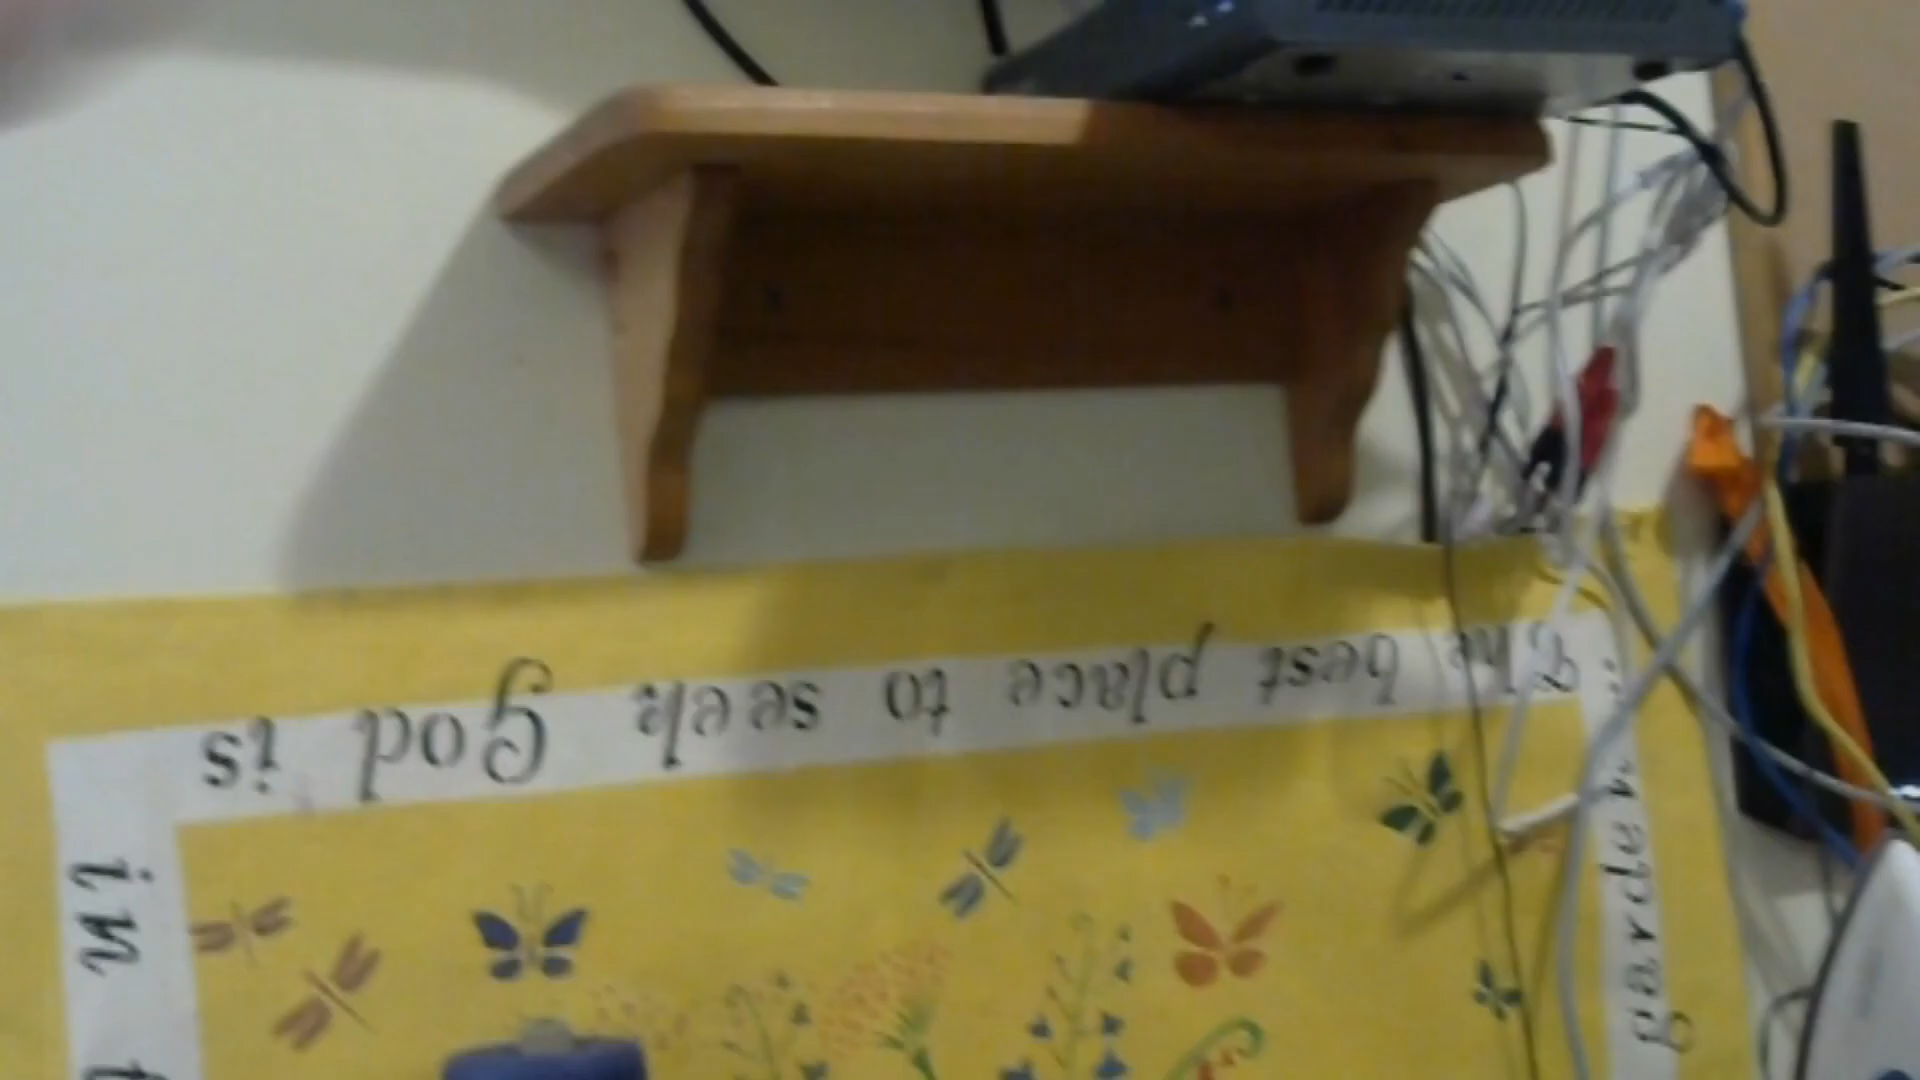 The best place to seek God is
in t
garden.